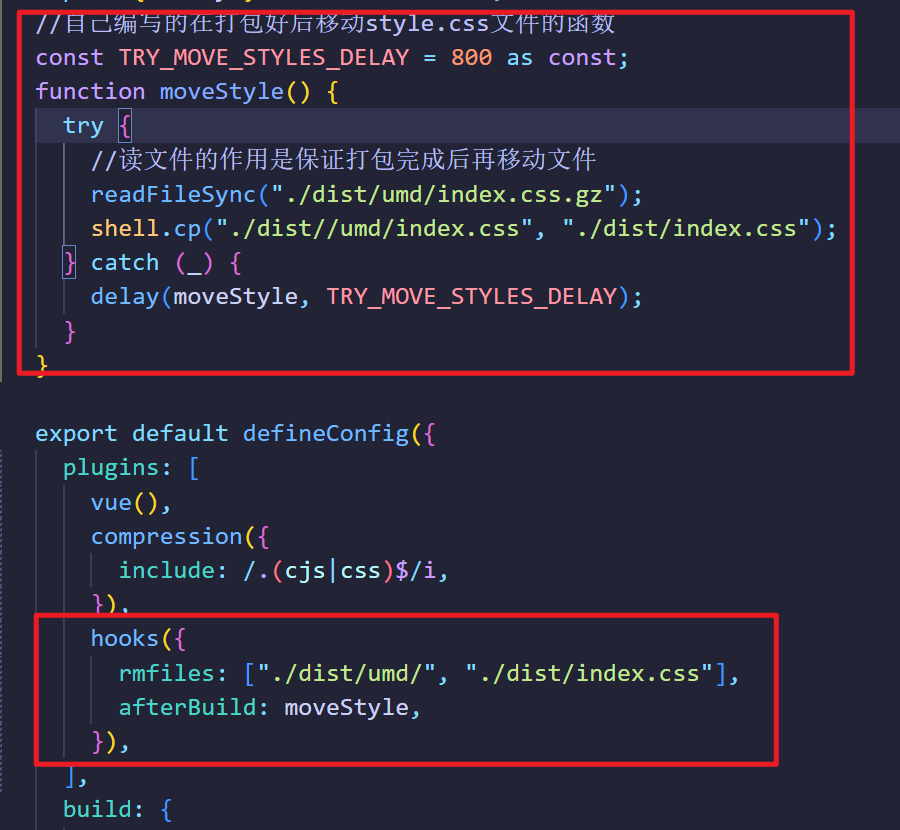 //自己编写的在打包好后移动style.css文件的函数
const TRY_MOVE_STYLES_DELAY = 800 as const;
function moveStyle() {
try {
//读文件的作用是保证打包完成后再移动文件
readFileSync("./dist/umd/index.css.gz");
shell.cp("./dist//umd/index.css", "./dist/index.css");
} catch (_) {
delay(moveStyle, TRY_MOVE_STYLES_DELAY);
}
}
export default defineConfig({
plugins: [
vue(),
compression({
include: /.(cjs|css)$/i,
}),
hooks({
rmfiles: ["./dist/umd/", "./dist/index.css"],
afterBuild: moveStyle,
}),
],
build: {